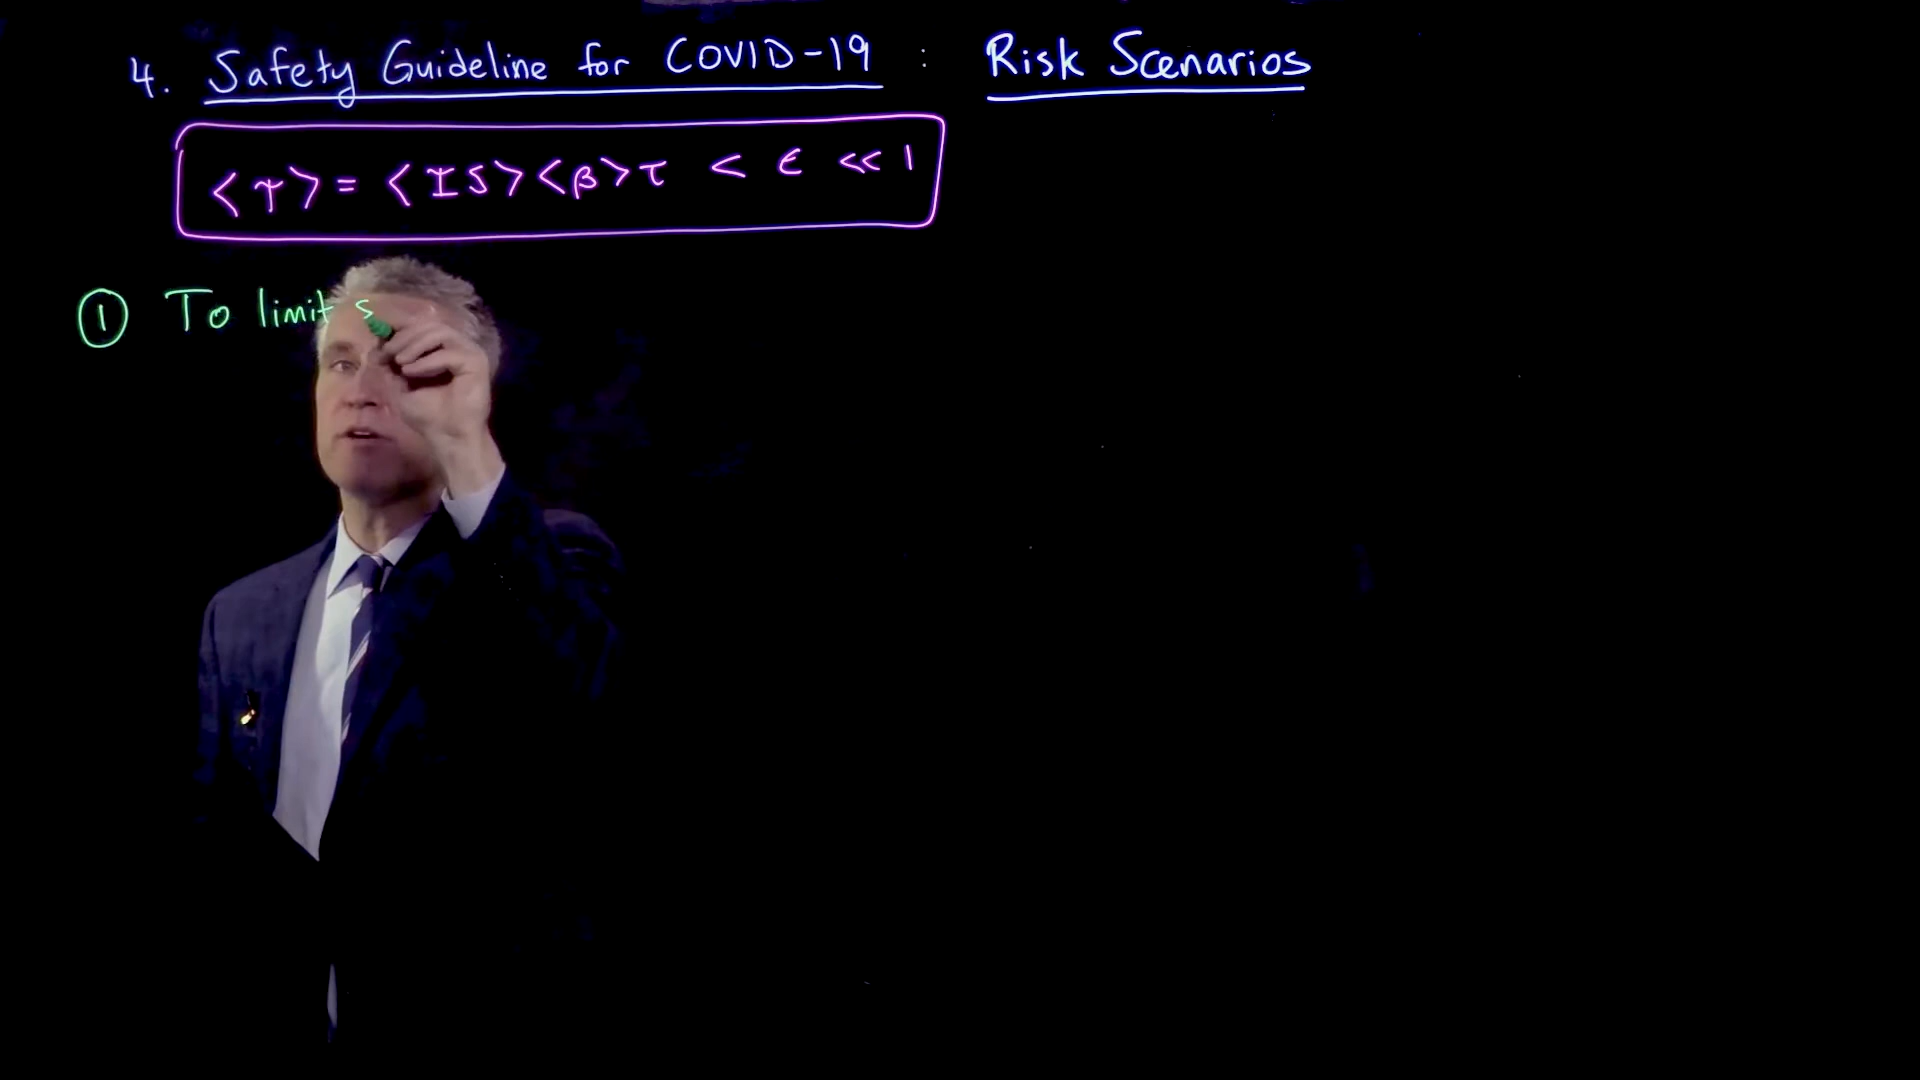 4. Safety Guideline for COVID-19 : Risk Scenarios
<T> = <IS><β>τ < ϵ << 1
① To limit s